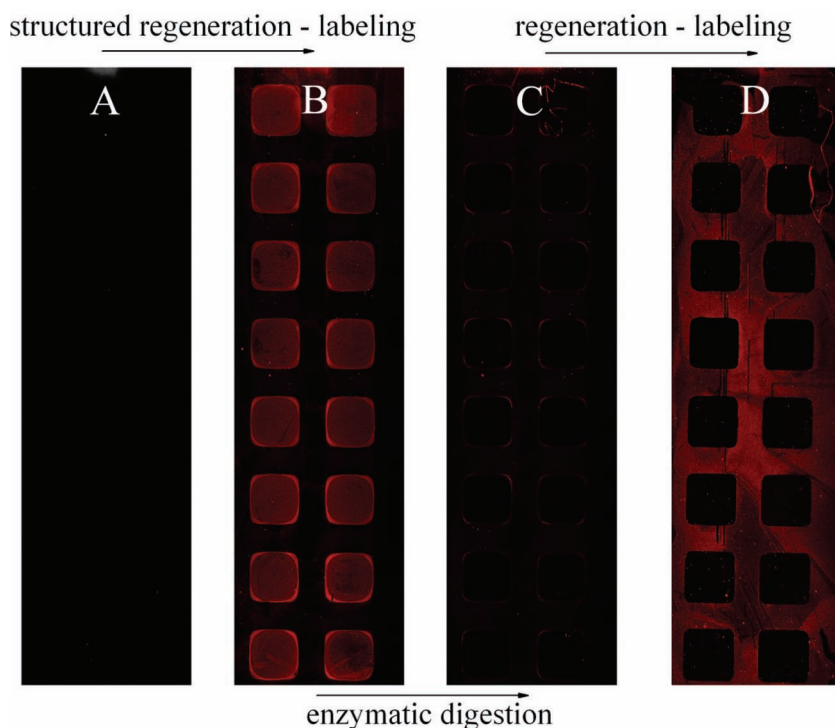 structured regeneration - labeling
regeneration - labeling
A
B
C
D
enzymatic digestion